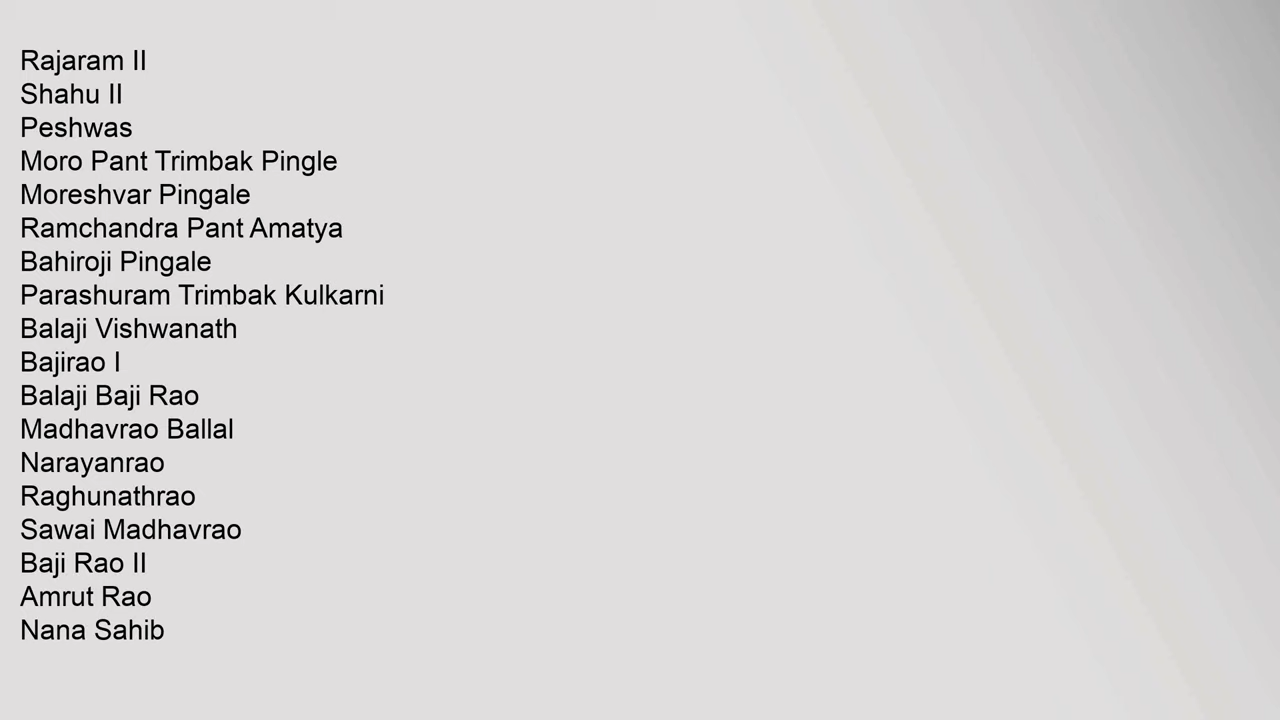 Rajaram II
Shahu II
Peshwas
Moro Pant Trimbak Pingle
Moreshvar Pingale
Ramchandra Pant Amatya
Bahiroji Pingale
Parashuram Trimbak Kulkarni
Balaji Vishwanath
Bajirao I
Balaji Baji Rao
Madhavrao Ballal
Narayanrao
Raghunathrao
Sawai Madhavrao
Baji Rao II
Amrut Rao
Nana Sahib